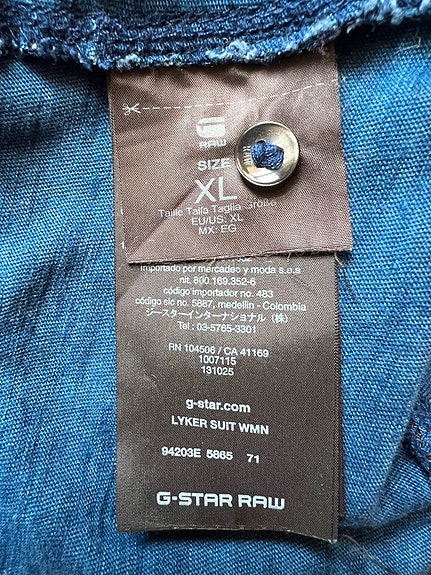 RAW
SIZE
XL
Taille Talla Taglia Größe
EU/US: XL
MX: EG
importado por mercadeo y moda s.a.s
nit. 800.169.352-6
código importador no. 483
código sic no. 5887, medellin - Colombia
ジースターインターナショナル（株）
Tel : 03-5765-3301
RN 104506 / CA 41169
1007115
131025
g-star.com
LYKER SUIT WMN
94203E 5865 71
G-STAR RAW